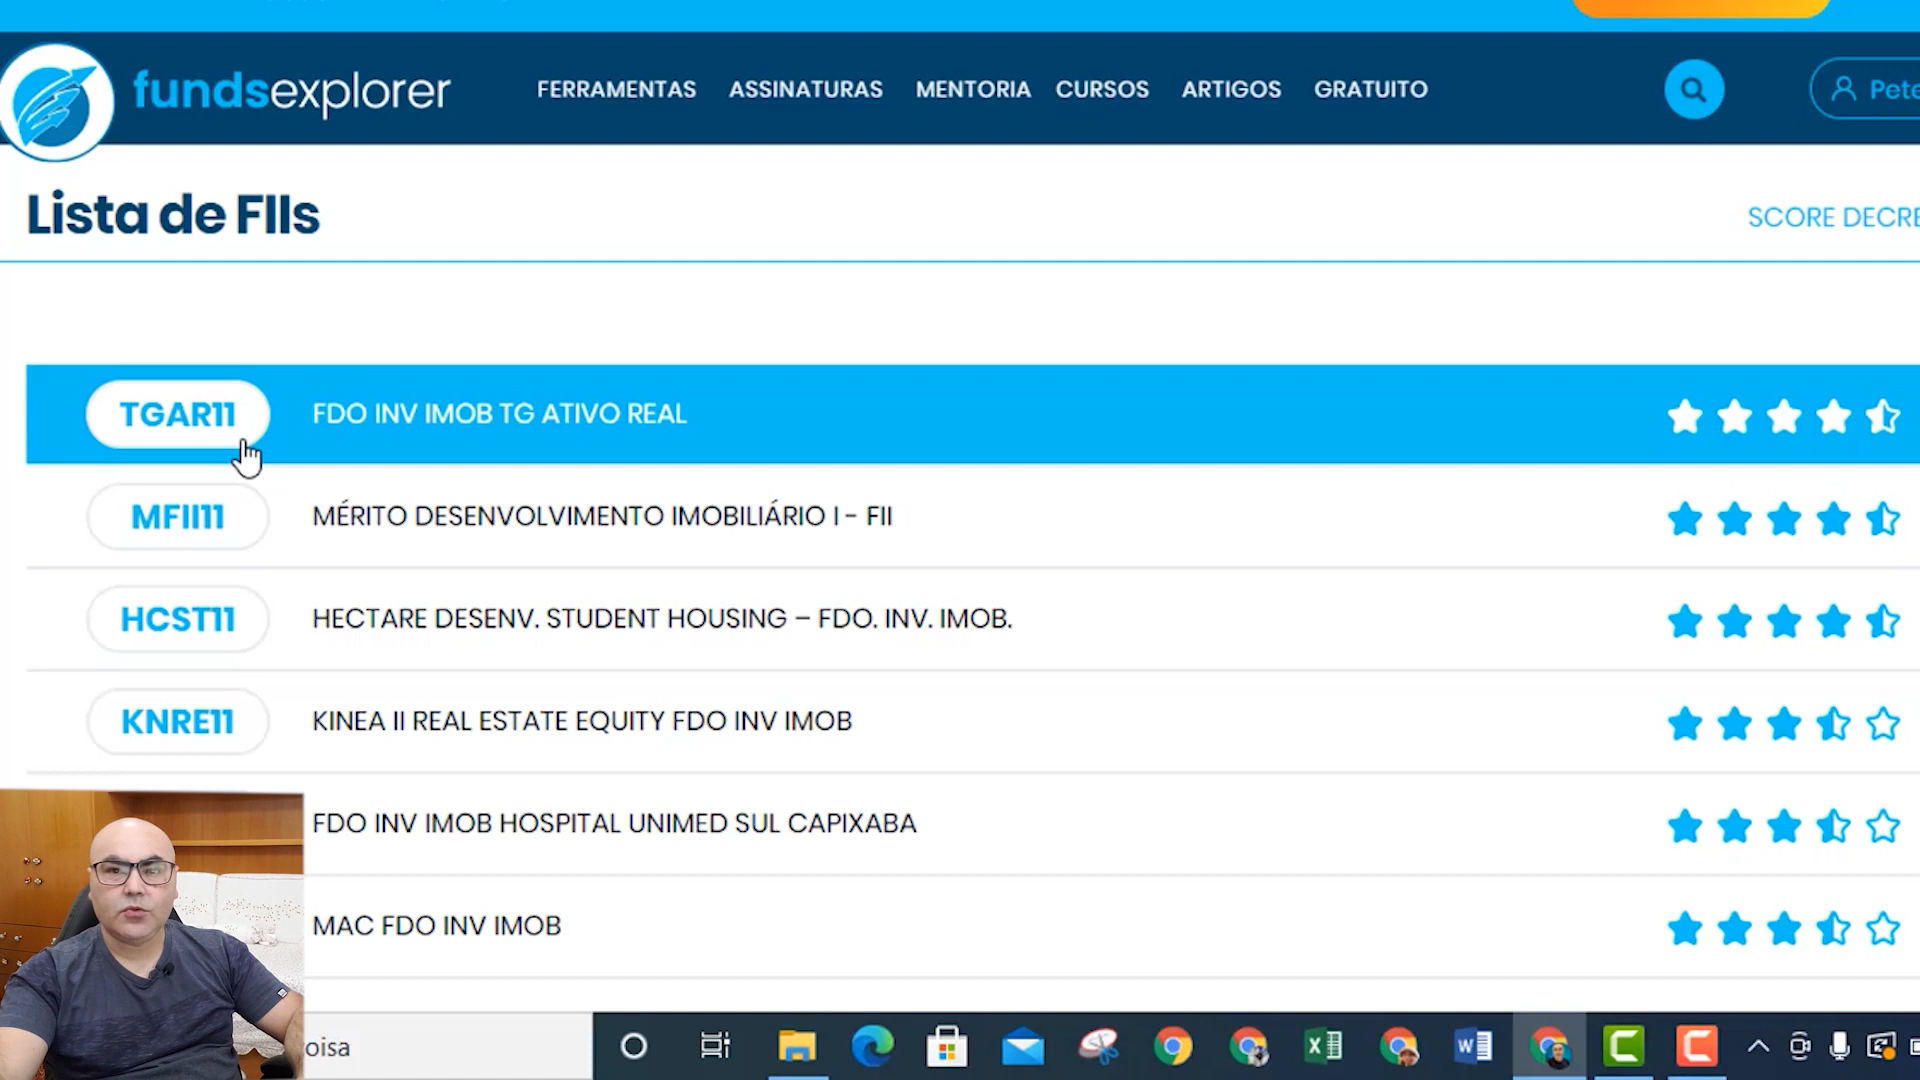 fundsexplorer
FERRAMENTAS ASSINATURAS MENTORIA CURSOS ARTIGOS GRATUITO
Pete
Lista de FIIs
SCORE DECRE
TGAR11 FDO INV IMOB TG ATIVO REAL
MFII11 MÉRITO DESENVOLVIMENTO IMOBILIÁRIO I - FII
HCST11 HECTARE DESENV. STUDENT HOUSING – FDO. INV. IMOB.
KNRE11 KINEA II REAL ESTATE EQUITY FDO INV IMOB
FDO INV IMOB HOSPITAL UNIMED SUL CAPIXABA
MAC FDO INV IMOB
oisa